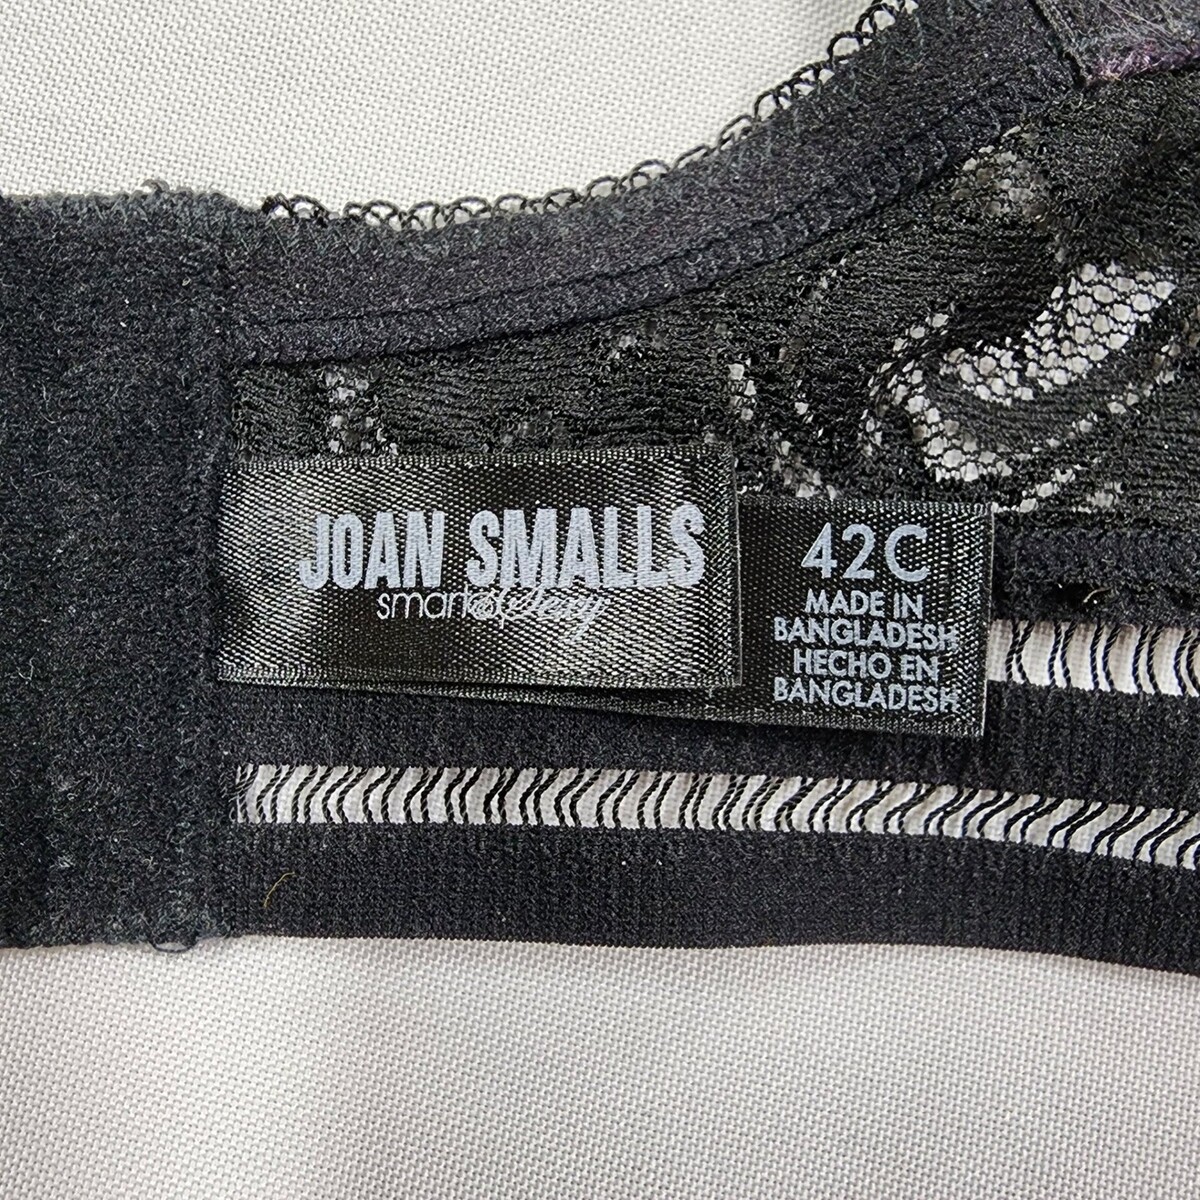 JOAN SMALLS
smart&Sexy
42C
MADE IN
BANGLADESH
HECHO EN
BANGLADESH